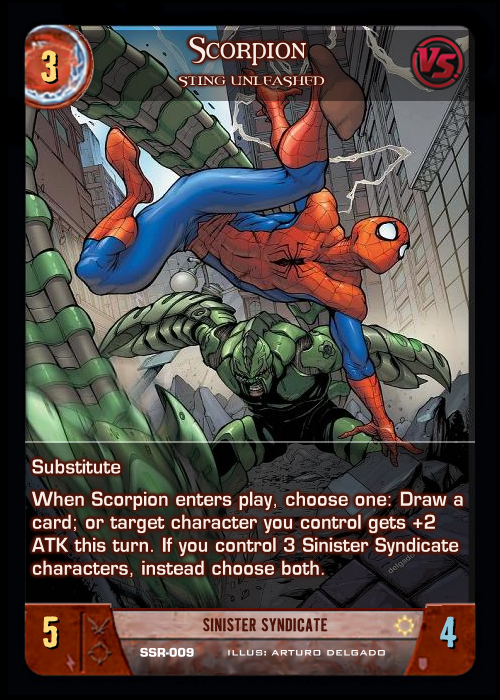 3
SCORPION
STING UNLEASHED
VS.
delgado
Substitute
When Scorpion enters play, choose one: Draw a
card; or target character you control gets +2
ATK this turn. If you control 3 Sinister Syndicate
characters, instead choose both.
5
SINISTER SYNDICATE
4
SSR-009
ILLUS: ARTURO DELGADO